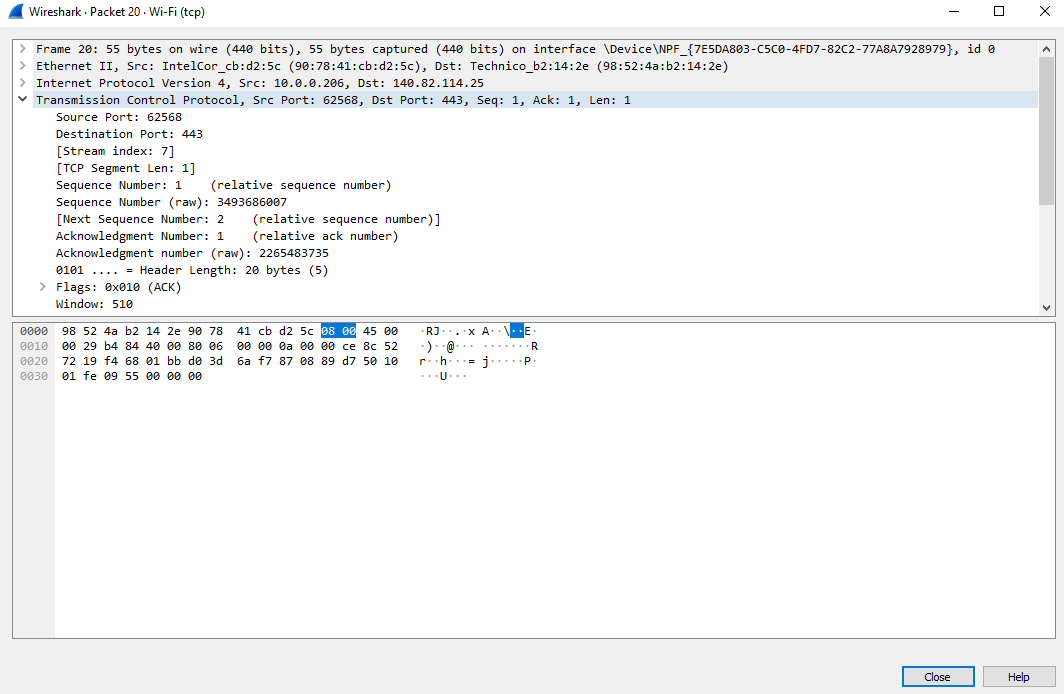 Wireshark · Packet 20 · Wi-Fi (tcp)
Frame 20: 55 bytes on wire (440 bits), 55 bytes captured (440 bits) on interface \Device\NPF_{7E5DA803-C5C0-4FD7-82C2-77A8A7928979}, id 0
Ethernet II, Src: IntelCor_cb:d2:5c (90:78:41:cb:d2:5c), Dst: Technico_b2:14:2e (98:52:4a:b2:14:2e)
Internet Protocol Version 4, Src: 10.0.0.206, Dst: 140.82.114.25
Transmission Control Protocol, Src Port: 62568, Dst Port: 443, Seq: 1, Ack: 1, Len: 1
Source Port: 62568
Destination Port: 443
[Stream index: 7]
[TCP Segment Len: 1]
Sequence Number: 1    (relative sequence number)
Sequence Number (raw): 3493686007
[Next Sequence Number: 2    (relative sequence number)]
Acknowledgment Number: 1    (relative ack number)
Acknowledgment number (raw): 2265483735
0101 .... = Header Length: 20 bytes (5)
Flags: 0x010 (ACK)
Window: 510
0000 98 52 4a b2 14 2e 90 78 41 cb d2 5c 08 00 45 00 ·RJ··.·x A··\··E·
0010 00 29 b4 84 40 00 80 06 00 00 0a 00 00 ce 8c 52 ·)··@··· ·······R
0020 72 19 f4 68 01 bb d0 3d 6a f7 87 08 89 d7 50 10 r··h···= j·····P·
0030 01 fe 09 55 00 00 00 ···U···
Close
Help